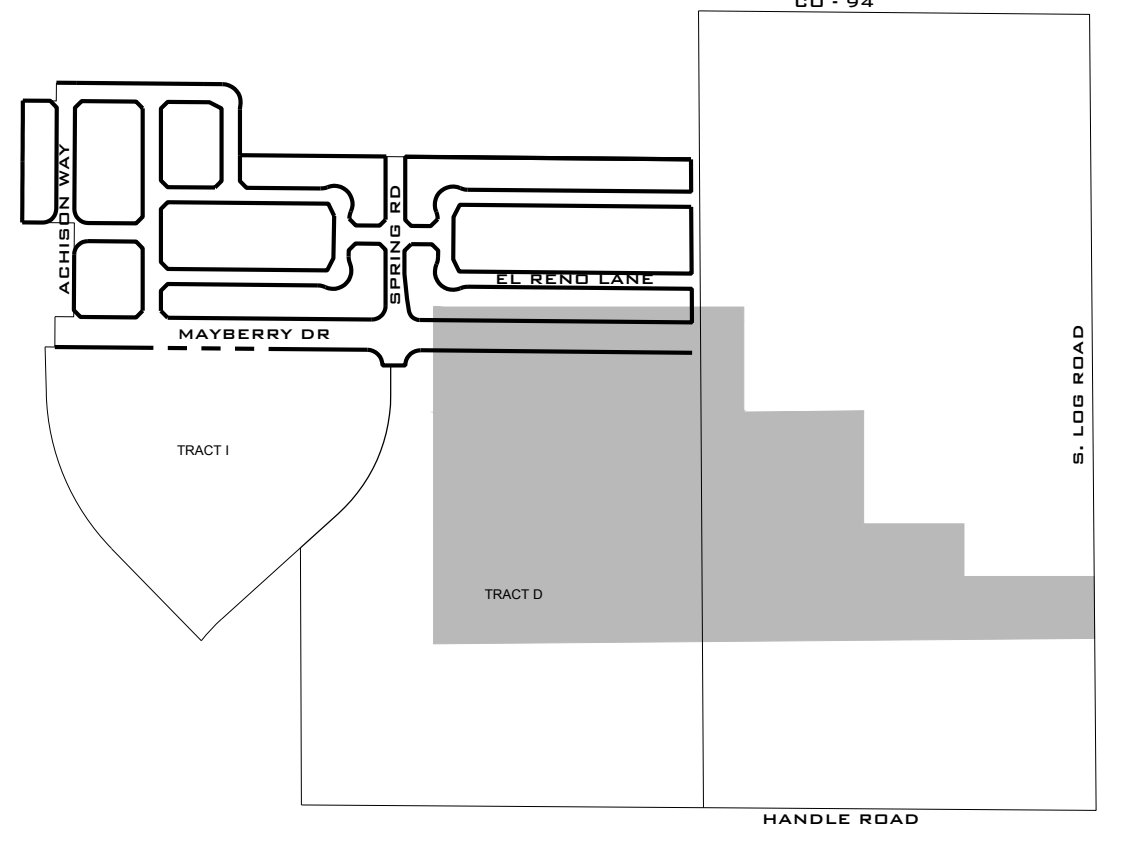 CO - 94
ACHISON WAY
SPRING RD
EL RENO LANE
MAYBERRY DR
S. LOG ROAD
TRACT I
TRACT D
HANDLE ROAD